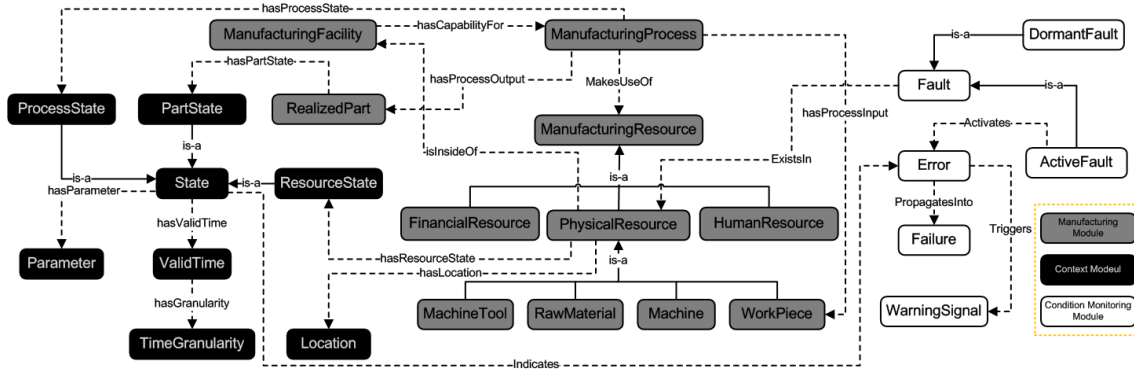 hasProcessState
ManufacturingFacility
hasCapabilityFor
ManufacturingProcess
DormantFault
is-a
hasPartState
hasProcessOutput
MakesUseOf
Fault
is-a
ProcessState
PartState
RealizedPart
hasProcessInput
ManufacturingResource
Activates
is-a
isInsideOf
ExistsIn
Error
ActiveFault
is-a
hasParameter
State
is-a
ResourceState
is-a
PropagatesInto
hasValidTime
FinancialResource
PhysicalResource
HumanResource
Triggers
Manufacturing
Module
Failure
Parameter
ValidTime
hasResourceState
hasLocation
is-a
Context Modeul
hasGranularity
MachineTool
RawMaterial
Machine
WorkPiece
WarningSignal
Condition Monitoring
Module
TimeGranularity
Location
Indicates